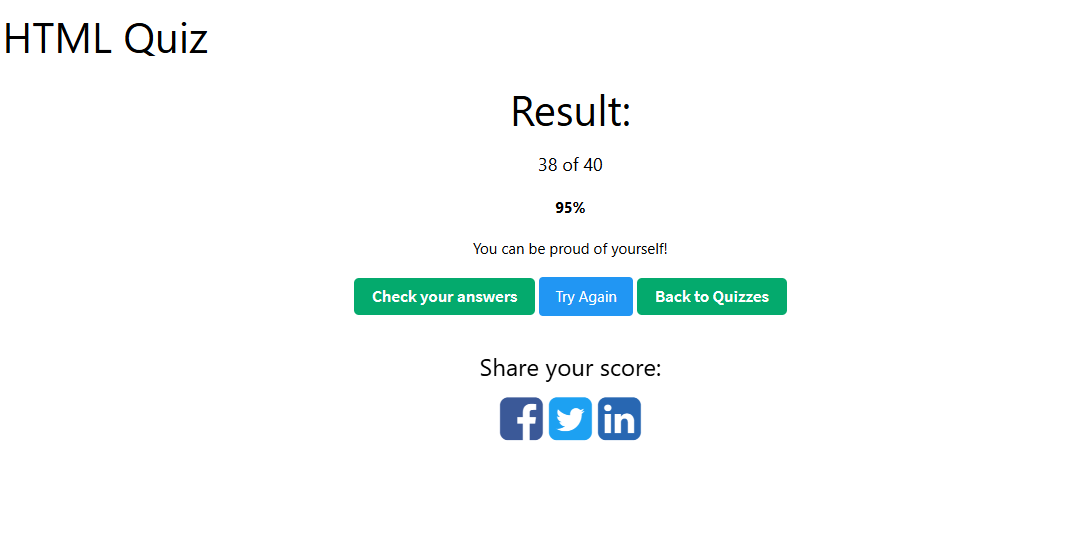 HTML Quiz
Result:
38 of 40
95%
You can be proud of yourself!
Check your answers Try Again Back to Quizzes
Share your score:
f in